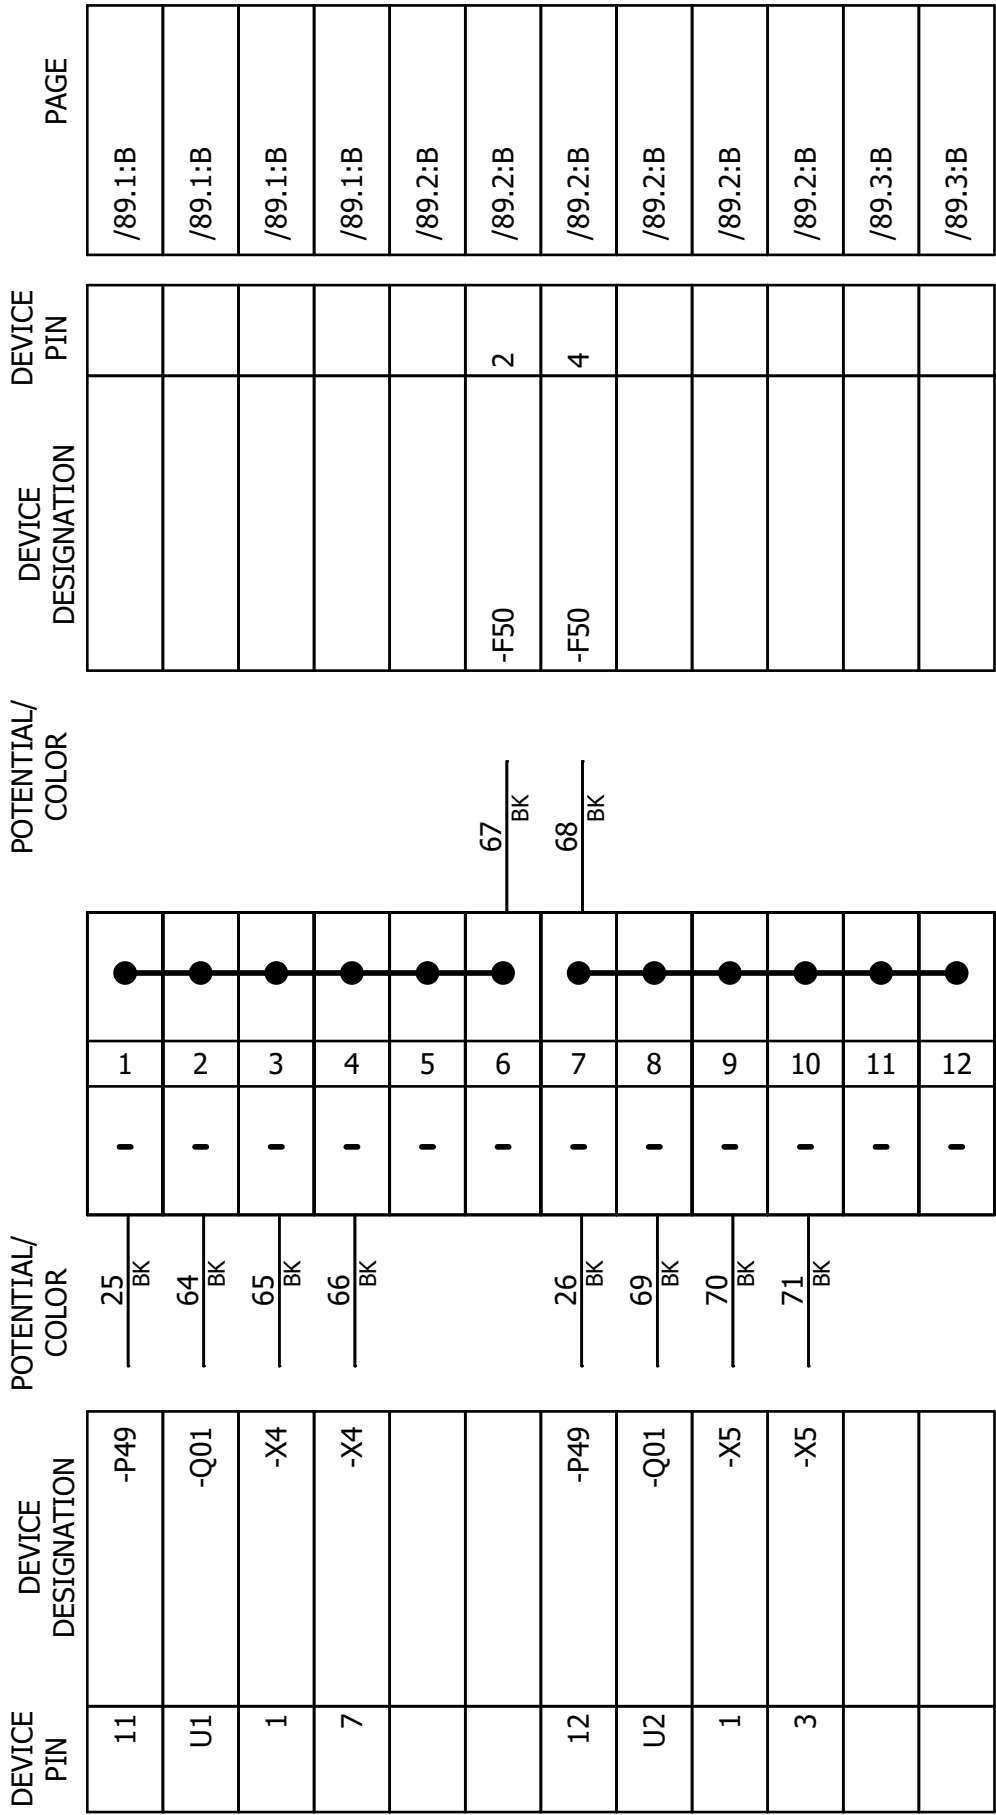 DEVICE PIN
DEVICE DESIGNATION
POTENTIAL/ COLOR
POTENTIAL/ COLOR
DEVICE DESIGNATION
DEVICE PIN
PAGE
11 -P49 25 BK - 1 /89.1:B
U1 -Q01 64 BK - 2 /89.1:B
1 -X4 65 BK - 3 /89.1:B
7 -X4 66 BK - 4 /89.1:B
- 5 /89.2:B
- 6 67 BK -F50 2 /89.2:B
12 -P49 26 BK - 7 68 BK -F50 4 /89.2:B
U2 -Q01 69 BK - 8 /89.2:B
1 -X5 70 BK - 9 /89.2:B
3 -X5 71 BK - 10 /89.2:B
- 11 /89.3:B
- 12 /89.3:B